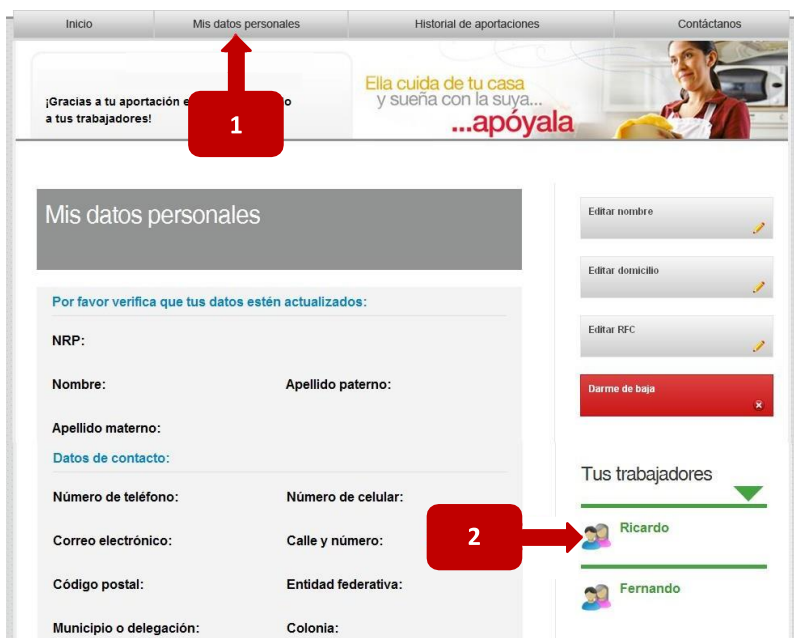 Inicio Mis datos personales Historial de aportaciones Contáctanos
¡Gracias a tu aportación e o
a tus trabajadores!
1
Ella cuida de tu casa
y sueña con la suya...
...apóyala
Mis datos personales
Por favor verifica que tus datos estén actualizados:
NRP:
Nombre: Apellido paterno:
Apellido materno:
Datos de contacto:
Número de teléfono: Número de celular:
Correo electrónico: Calle y número:
Código postal: Entidad federativa:
Municipio o delegación: Colonia:
Editar nombre
Editar domicilio
Editar RFC
Darme de baja
Tus trabajadores
2
Ricardo
Fernando